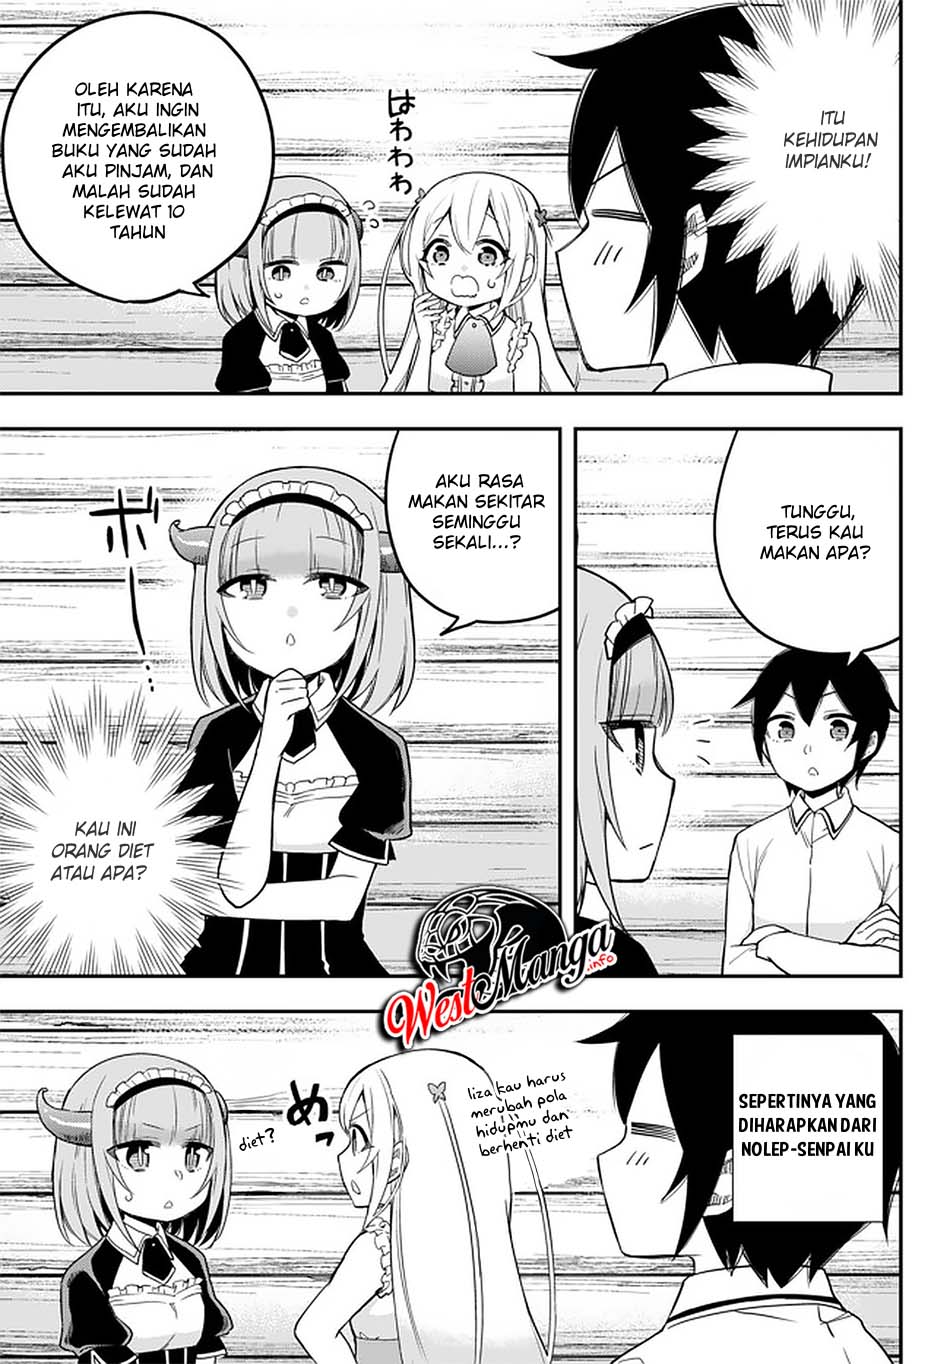 ITU
KEHIDUPAN
IMPIANKU!
OLEH KARENA
ITU, AKU INGIN
MENGEMBALIKAN
BUKU YANG SUDAH
AKU PINJAM, DAN
MALAH SUDAH
KELEWAT 10
TAHUN
はわわわ
TUNGGU,
TERUS KAU
MAKAN APA?
AKU RASA
MAKAN SEKITAR
SEMINGGU
SEKALI...?
ボー…
KAU INI
ORANG DIET
ATAU APA?
WestManga
.info
SEPERTINYA YANG
DIHARAPKAN DARI
NOLEP-SENPAI KU
liza kau harus
merubah pola
hidupmu dan
berhenti diet
めっ
diet?